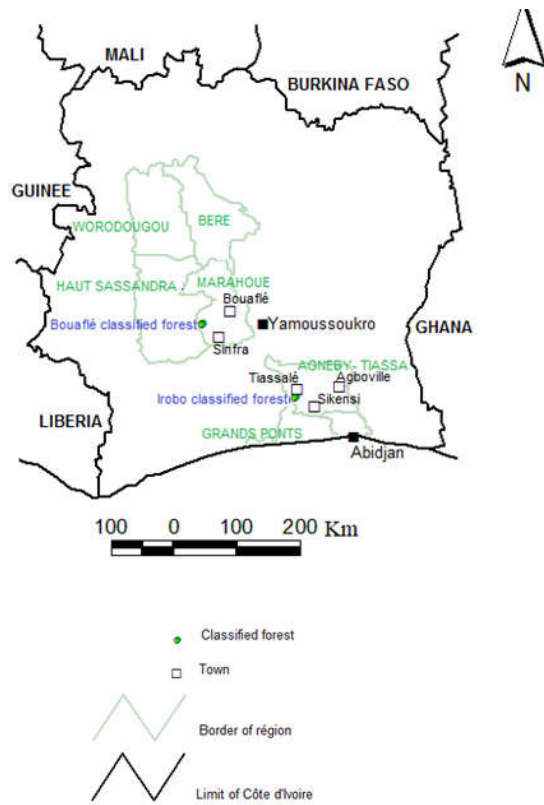 MALI
BURKINA FASO
N
GUINEE
BERE
WORODOUGOU
HAUT SASSANDRA
MARAHOUE
Bouaflé
Bouaflé classified forest
Yamoussokro
GHANA
Sinfra
AGNEBY- TIASSA
Tiassalé
Agboville
Irobo classified forest
Sikensi
LIBERIA
GRANDS PONTS
Abidjan
100 0 100 200 Km
Classified forest
Town
Border of région
Limit of Côte d'Ivoire